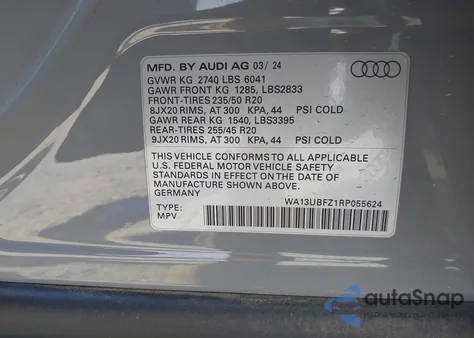 MFD. BY AUDI AG 03/24
GVWR KG 2740 LBS 6041
GAWR FRONT KG 1285, LBS2833
FRONT-TIRES 235/50 R20
8JX20 RIMS, AT 300 KPA, 44 PSI COLD
GAWR REAR KG 1540, LBS3395
REAR-TIRES 255/45 R20
9JX20 RIMS, AT 300 KPA, 44 PSI COLD
THIS VEHICLE CONFORMS TO ALL APPLICABLE
U.S. FEDERAL MOTOR VEHICLE SAFETY
STANDARDS IN EFFECT ON THE DATE OF
MANUFACTURE SHOWN ABOVE.
GERMANY
WA13UBFZ1RP055624
TYPE:
MPV
autoSnap